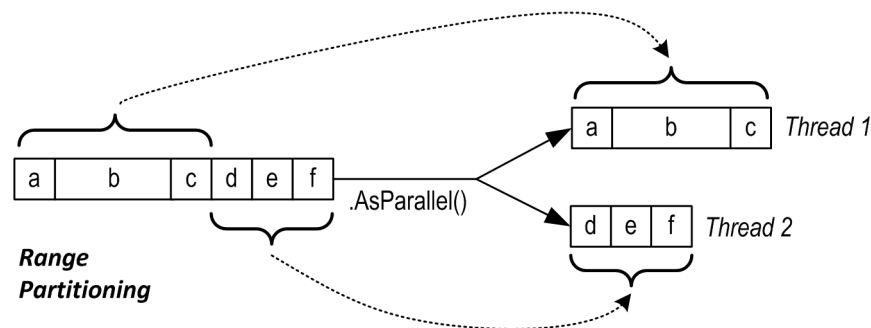 a b c Thread 1
a b c d e f
.AsParallel()
d e f Thread 2
Range
Partitioning